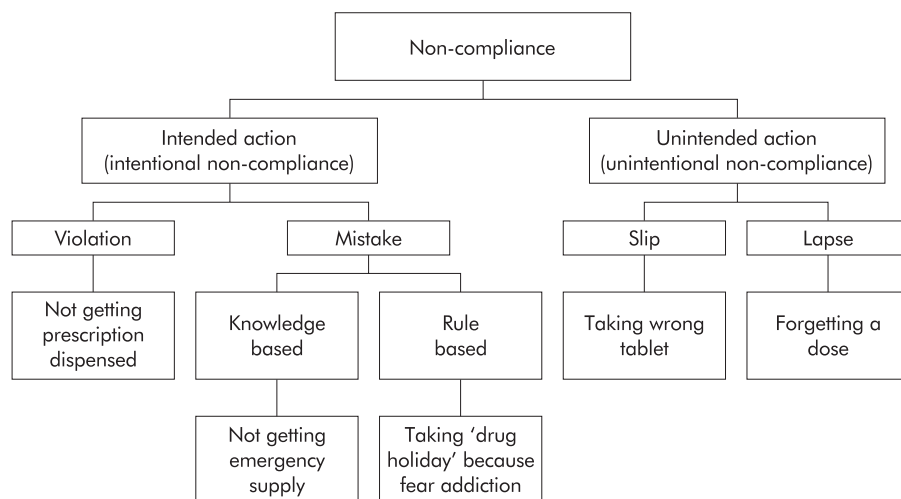 Non-compliance
Intended action
(intentional non-compliance)
Unintended action
(unintentional non-compliance)
Violation
Mistake
Slip
Lapse
Not getting
prescription
dispensed
Knowledge
based
Rule
based
Taking wrong
tablet
Forgetting a
dose
Not getting
emergency
supply
Taking ‘drug
holiday’ because
fear addiction